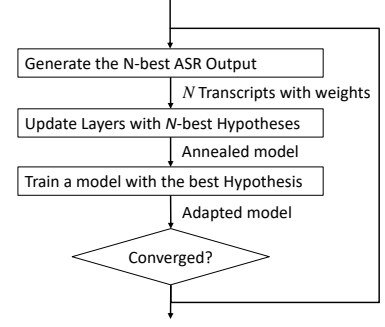 Generate the N-best ASR Output
N Transcripts with weights
Update Layers with N-best Hypotheses
Annealed model
Train a model with the best Hypothesis
Adapted model
Converged?